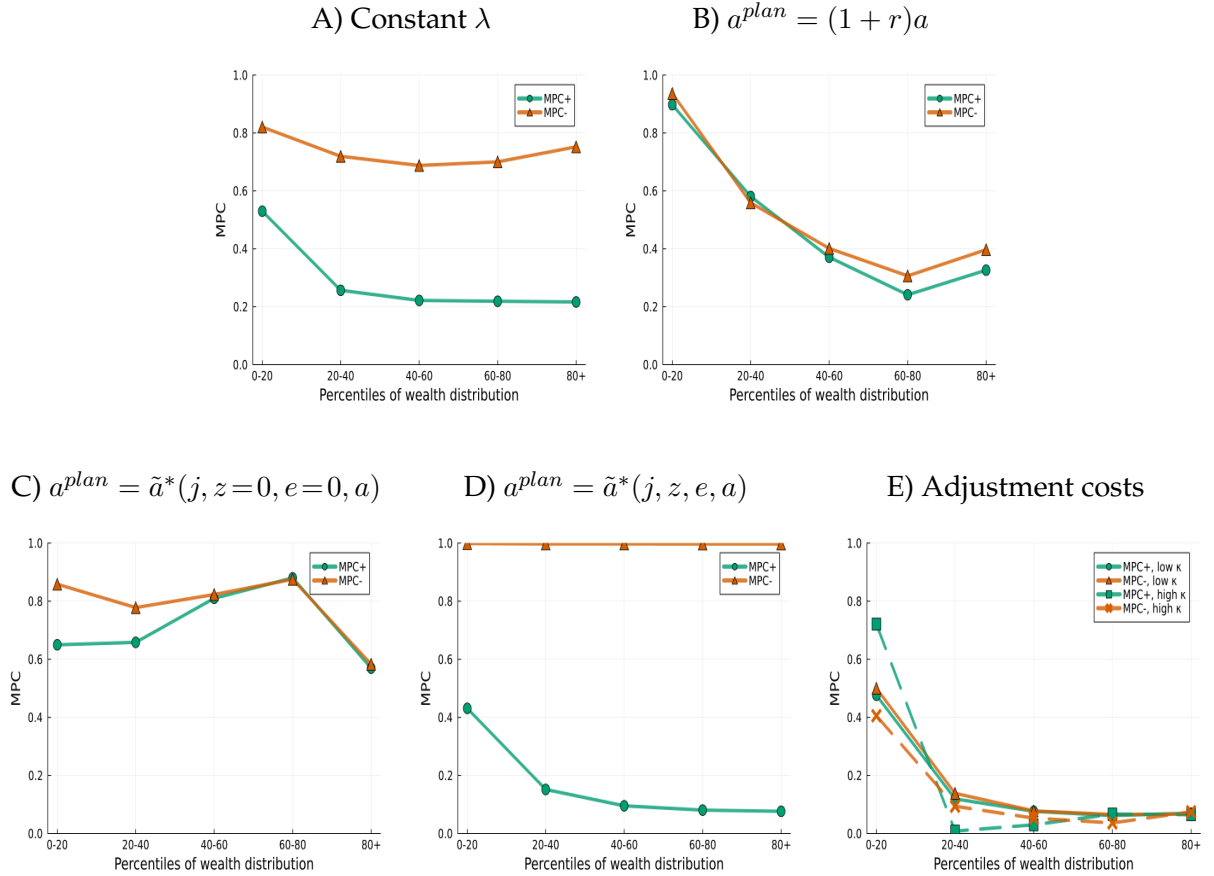 A) Constant λ
B) a^{plan} = (1 + r)a
1.0
0.8
0.6
0.4
0.2
0.0
MPC
MPC+
MPC-
0-20 20-40 40-60 60-80 80+
Percentiles of wealth distribution
1.0
0.8
0.6
0.4
0.2
0.0
MPC
MPC+
MPC-
0-20 20-40 40-60 60-80 80+
Percentiles of wealth distribution
C) a^{plan} = ã*(j, z=0, e=0, a)
D) a^{plan} = ã*(j, z, e, a)
E) Adjustment costs
1.0
0.8
0.6
0.4
0.2
0.0
MPC
MPC+
MPC-
0-20 20-40 40-60 60-80 80+
Percentiles of wealth distribution
1.0
0.8
0.6
0.4
0.2
0.0
MPC
MPC+
MPC-
0-20 20-40 40-60 60-80 80+
Percentiles of wealth distribution
1.0
0.8
0.6
0.4
0.2
0.0
MPC
MPC+, low κ
MPC-, low κ
MPC+, high κ
MPC-, high κ
0-20 20-40 40-60 60-80 80+
Percentiles of wealth distribution